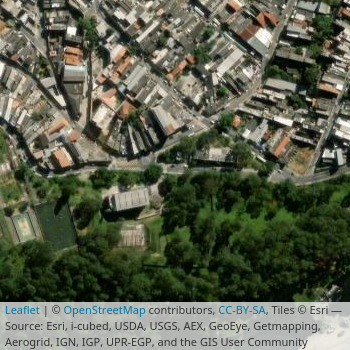 Leaflet | © OpenStreetMap contributors, CC-BY-SA, Tiles © Esri —
Source: Esri, i-cubed, USDA, USGS, AEX, GeoEye, Getmapping,
Aerogrid, IGN, IGP, UPR-EGP, and the GIS User Community